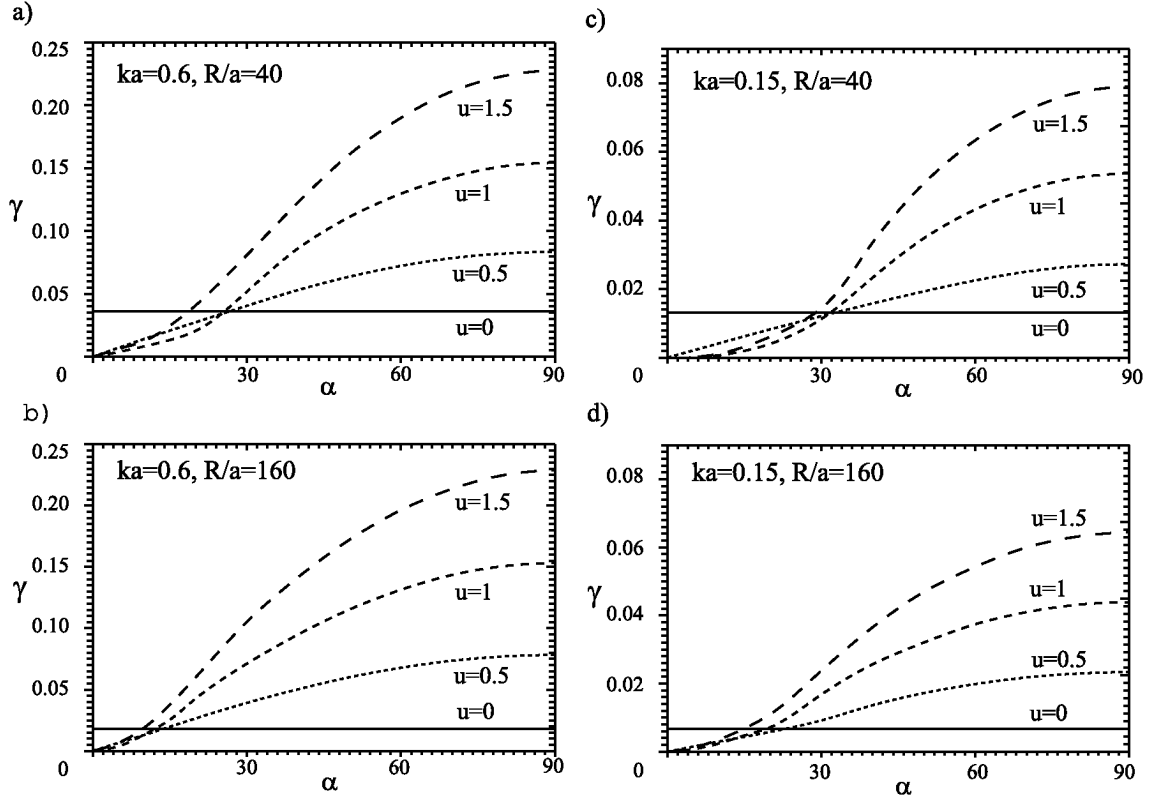 a)
0.25
0.20
0.15
0.10
0.05
0
γ
ka=0.6, R/a=40
u=1.5
u=1
u=0.5
u=0
30
60
90
α
c)
0.08
0.06
0.04
0.02
0
γ
ka=0.15, R/a=40
u=1.5
u=1
u=0.5
u=0
30
60
90
α
b)
0.25
0.20
0.15
0.10
0.05
0
γ
ka=0.6, R/a=160
u=1.5
u=1
u=0.5
u=0
30
60
90
α
d)
0.08
0.06
0.04
0.02
0
γ
ka=0.15, R/a=160
u=1.5
u=1
u=0.5
u=0
30
60
90
α